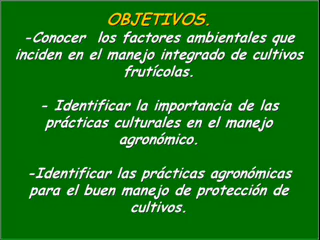 OBJETIVOS.
-Conocer los factores ambientales que
inciden en el manejo integrado de cultivos
frutícolas.
- Identificar la importancia de las
prácticas culturales en el manejo
agronómico.
-Identificar las prácticas agronómicas
para el buen manejo de protección de
cultivos.